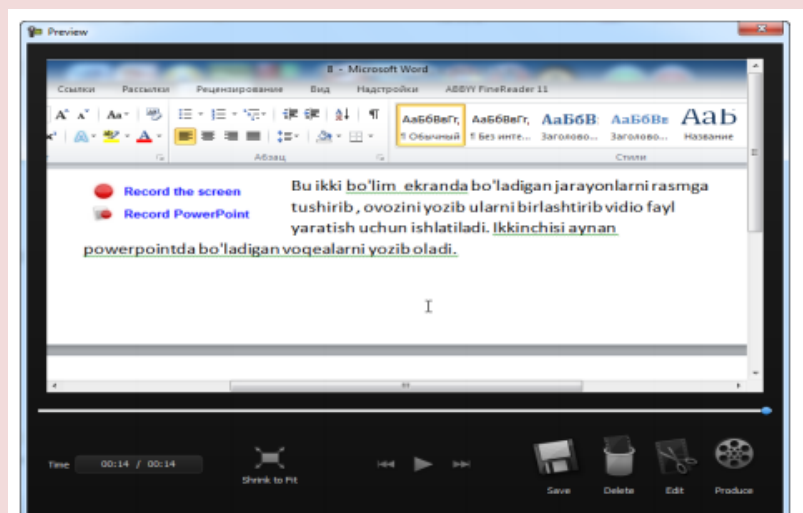 Preview
8 - Microsoft Word
Ссылки Рассылки Рецензирование Вид Надстройки ABBYY FineReader 11
АаБбВвГг, АаБбВвГг, АаБбВ АаБбВв АаЬ
¶ Обычный ¶ Без инте... Заголово... Заголово... Название
Абзац Стили
Record the screen
Record PowerPoint
Bu ikki bo'lim ekranda bo'ladigan jarayonlarni rasmga
tushirib , ovozini yozib ularni birlashtirib vidio fayl
yaratish uchun ishlatiladi. Ikkinchisi aynan
powerpointda bo'ladigan voqealarni yozib oladi.
Time 00:14 / 00:14
Shrink to Fit
Save Delete Edit Produce